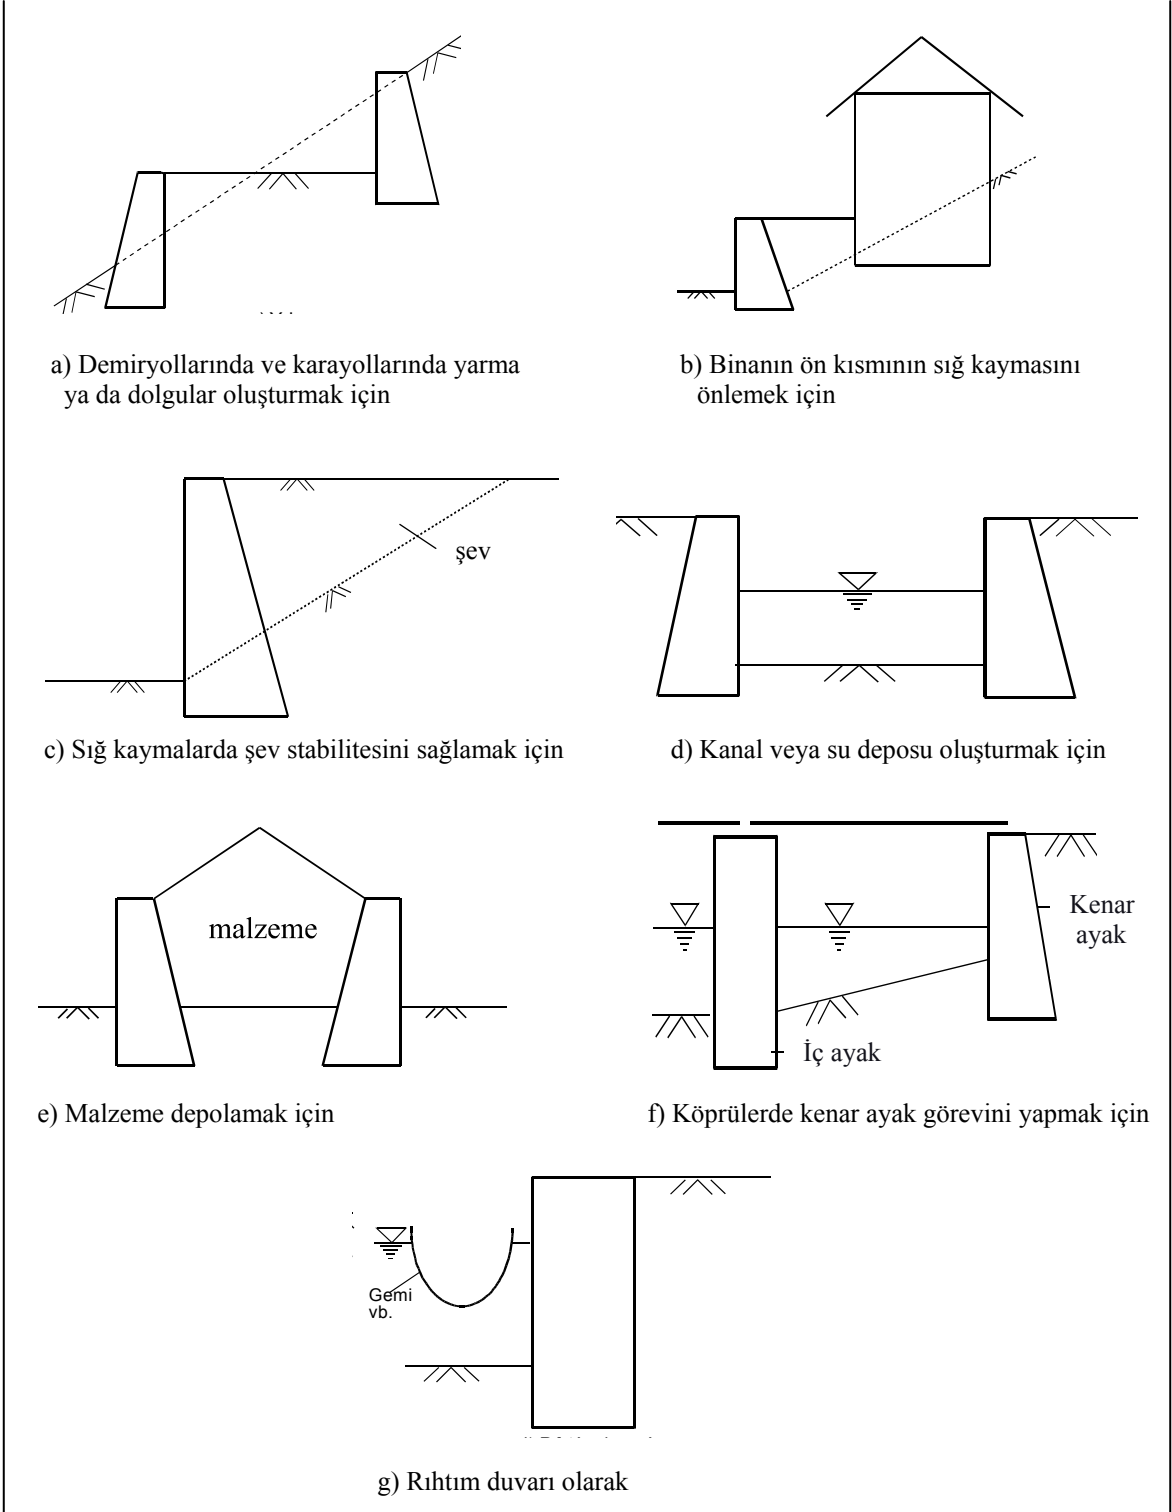 a) Demiryollarında ve karayollarında yarma
ya da dolgular oluşturmak için
b) Binanın ön kısmının sığ kaymasını
önlemek için
şev
c) Sığ kaymalarda şev stabilitesini sağlamak için
d) Kanal veya su deposu oluşturmak için
malzeme
e) Malzeme depolamak için
Kenar
ayak
İç ayak
f) Köprülerde kenar ayak görevini yapmak için
Gemi
vb.
g) Rıhtım duvarı olarak